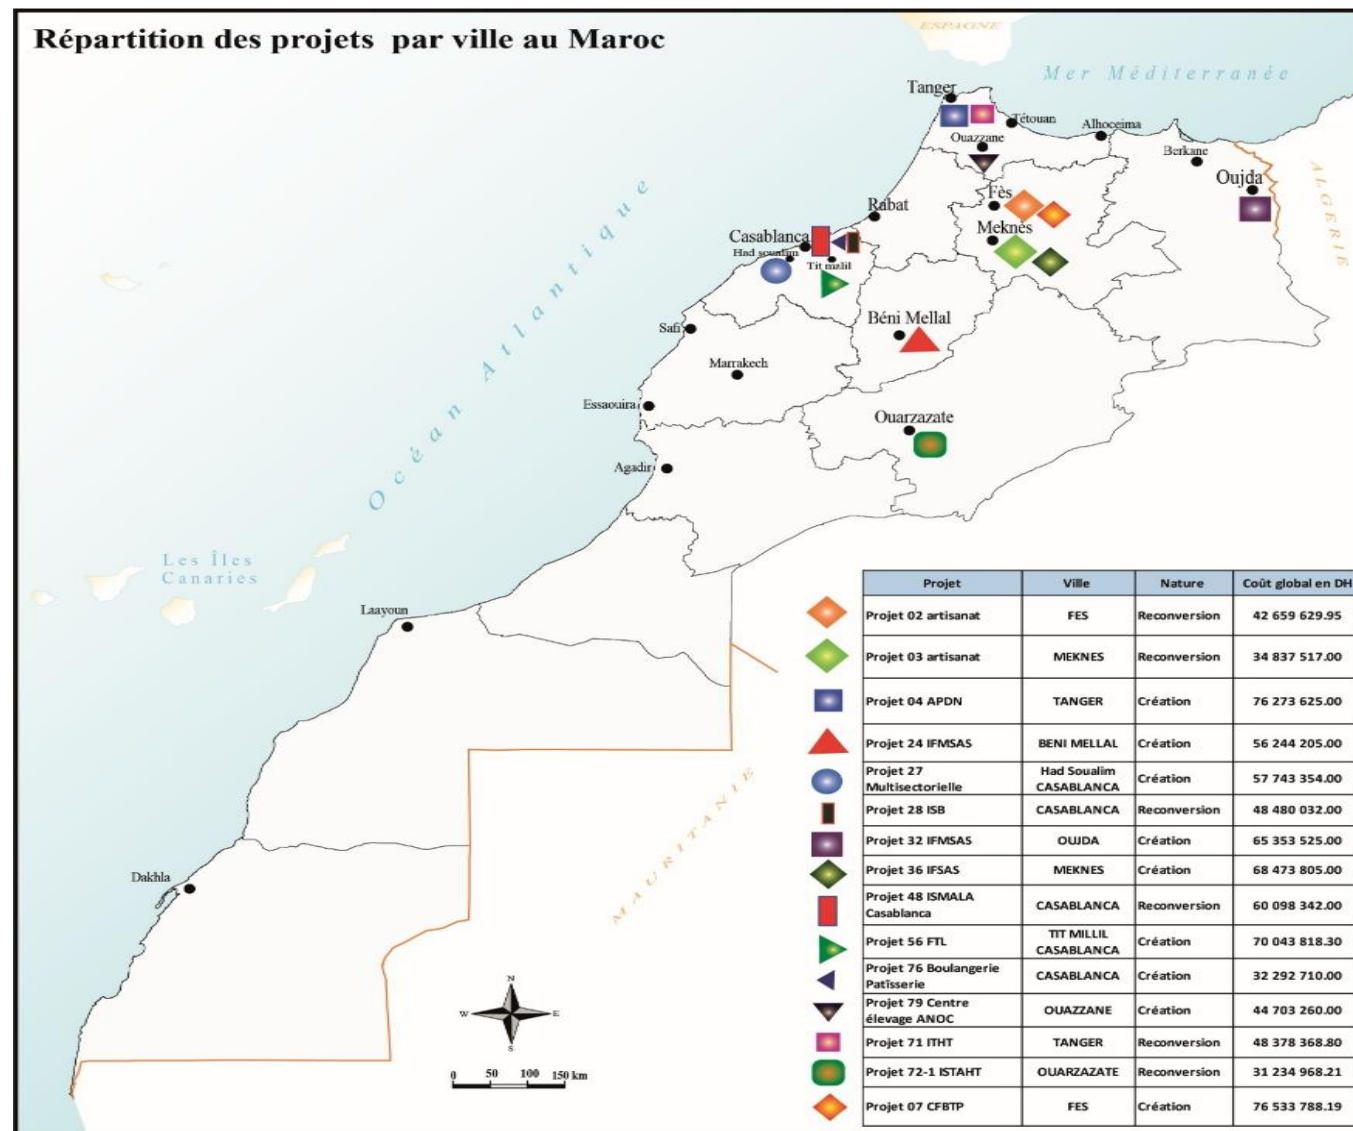 Répartition des projets par ville au Maroc
ESPAGNE
Mer Méditerranée
Tanger
Tétouan
Alhoceima
Ouazzane
Berkane
Oujda
ALGERIE
Fès
Rabat
Meknès
Casablanca
Had soualim
Tit malil
Océan Atlantique
Béni Mellal
Safi
Marrakech
Essaouira
Ouarzazate
Agadir
Les Îles
Canaries
Laayoun
MAURITANIE
Dakhla
N
W E
S
0 50 100 150 km
Projet Ville Nature Coût global en DH
Projet 02 artisanat FES Reconversion 42 659 629.95
Projet 03 artisanat MEKNES Reconversion 34 837 517.00
Projet 04 APDN TANGER Création 76 273 625.00
Projet 24 IFMSAS BENI MELLAL Création 56 244 205.00
Projet 27 Had Soualim
Multisectorielle CASABLANCA Création 57 743 354.00
Projet 28 ISB CASABLANCA Reconversion 48 480 032.00
Projet 32 IFMSAS OUJDA Création 65 353 525.00
Projet 36 IFSAS MEKNES Création 68 473 805.00
Projet 48 ISMALA
Casablanca CASABLANCA Reconversion 60 098 342.00
Projet 56 FTL TIT MILLIL
CASABLANCA Création 70 043 818.30
Projet 76 Boulangerie
Patîsserie CASABLANCA Création 32 292 710.00
Projet 79 Centre
élevage ANOC OUAZZANE Création 44 703 260.00
Projet 71 ITHT TANGER Reconversion 48 378 368.80
Projet 72-1 ISTAHT OUARZAZATE Reconversion 31 234 968.21
Projet 07 CFBTP FES Création 76 533 788.19